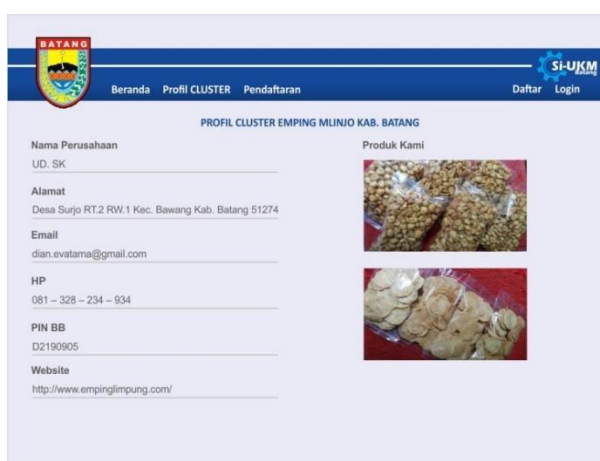 BATANG
Si-UKM
Batang
Beranda Profil CLUSTER Pendaftaran
Daftar Login
PROFIL CLUSTER EMPING MLINJO KAB. BATANG
Nama Perusahaan
UD. SK
Alamat
Desa Surjo RT.2 RW.1 Kec. Bawang Kab. Batang 51274
Email
dian.evatama@gmail.com
HP
081 – 328 – 234 – 934
PIN BB
D2190905
Website
http://www.empinglimpung.com/
Produk Kami